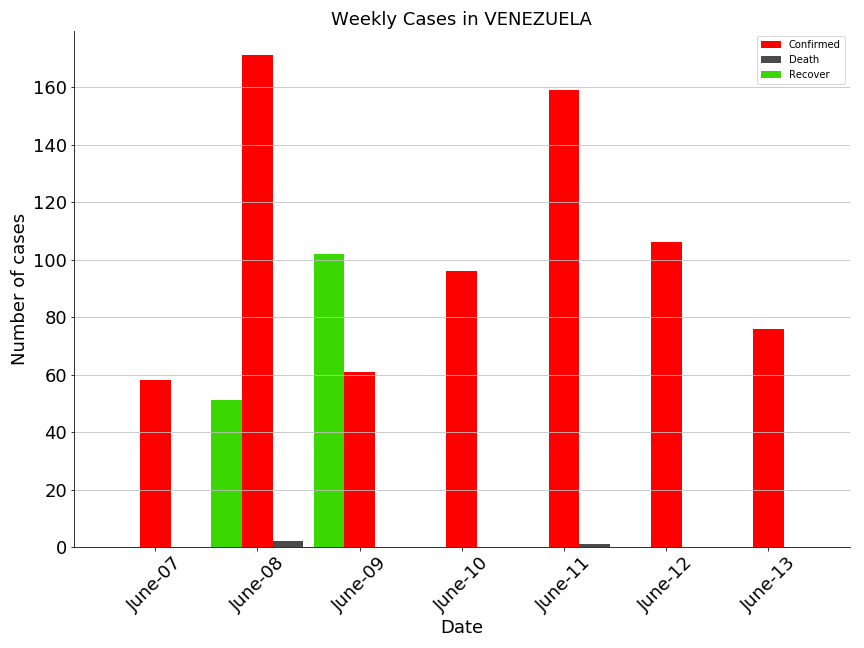 Weekly Cases in VENEZUELA
Confirmed
Death
Recover
Number of cases
160
140
120
100
80
60
40
20
0
June-07
June-08
June-09
June-10
June-11
June-12
June-13
Date